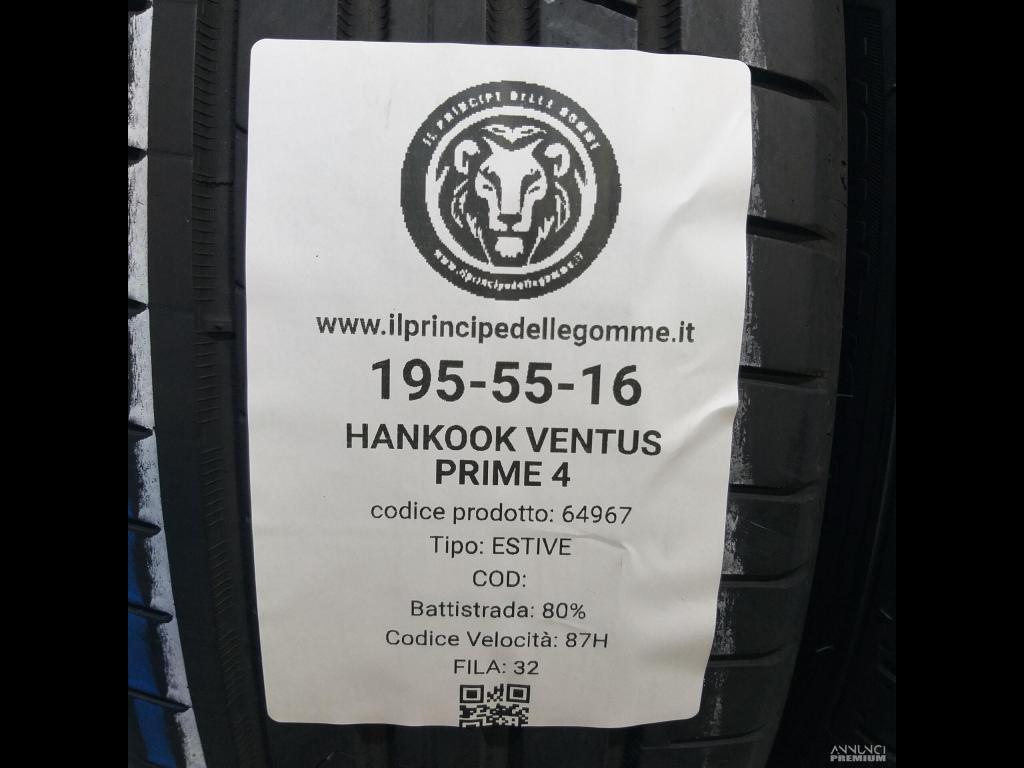 IL PRINCIPE DELLE GOMME
www.ilprincipedellegomme.it
www.ilprincipedellegomme.it
195-55-16
HANKOOK VENTUS
PRIME 4
codice prodotto: 64967
Tipo: ESTIVE
COD:
Battistrada: 80%
Codice Velocità: 87H
FILA: 32
ANNUNCI
PREMIUM